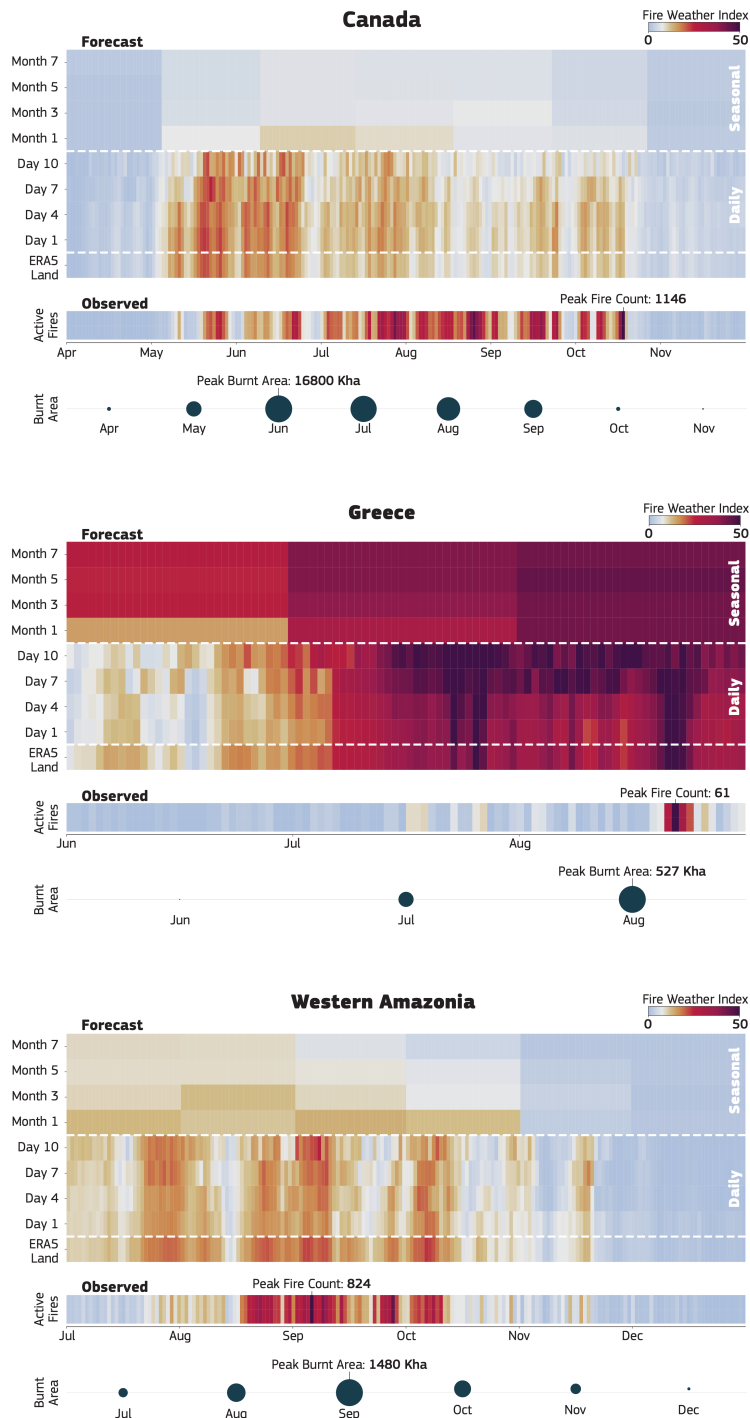 Canada
Fire Weather Index
0 50
Forecast
Month 7
Month 5
Month 3
Month 1
Seasonal
Day 10
Day 7
Day 4
Day 1
Daily
ERA5
Land
Observed
Peak Fire Count: 1146
Active
Fires
Apr May Jun Jul Aug Sep Oct Nov
Peak Burnt Area: 16800 Kha
Burnt
Area
Apr May Jun Jul Aug Sep Oct Nov
Greece
Fire Weather Index
0 50
Forecast
Month 7
Month 5
Month 3
Month 1
Seasonal
Day 10
Day 7
Day 4
Day 1
Daily
ERA5
Land
Observed
Peak Fire Count: 61
Active
Fires
Jun Jul Aug
Peak Burnt Area: 527 Kha
Burnt
Area
Jun Jul Aug
Western Amazonia
Fire Weather Index
0 50
Forecast
Month 7
Month 5
Month 3
Month 1
Seasonal
Day 10
Day 7
Day 4
Day 1
Daily
ERA5
Land
Observed
Peak Fire Count: 824
Active
Fires
Jul Aug Sep Oct Nov Dec
Peak Burnt Area: 1480 Kha
Burnt
Area
Jul Aug Sep Oct Nov Dec